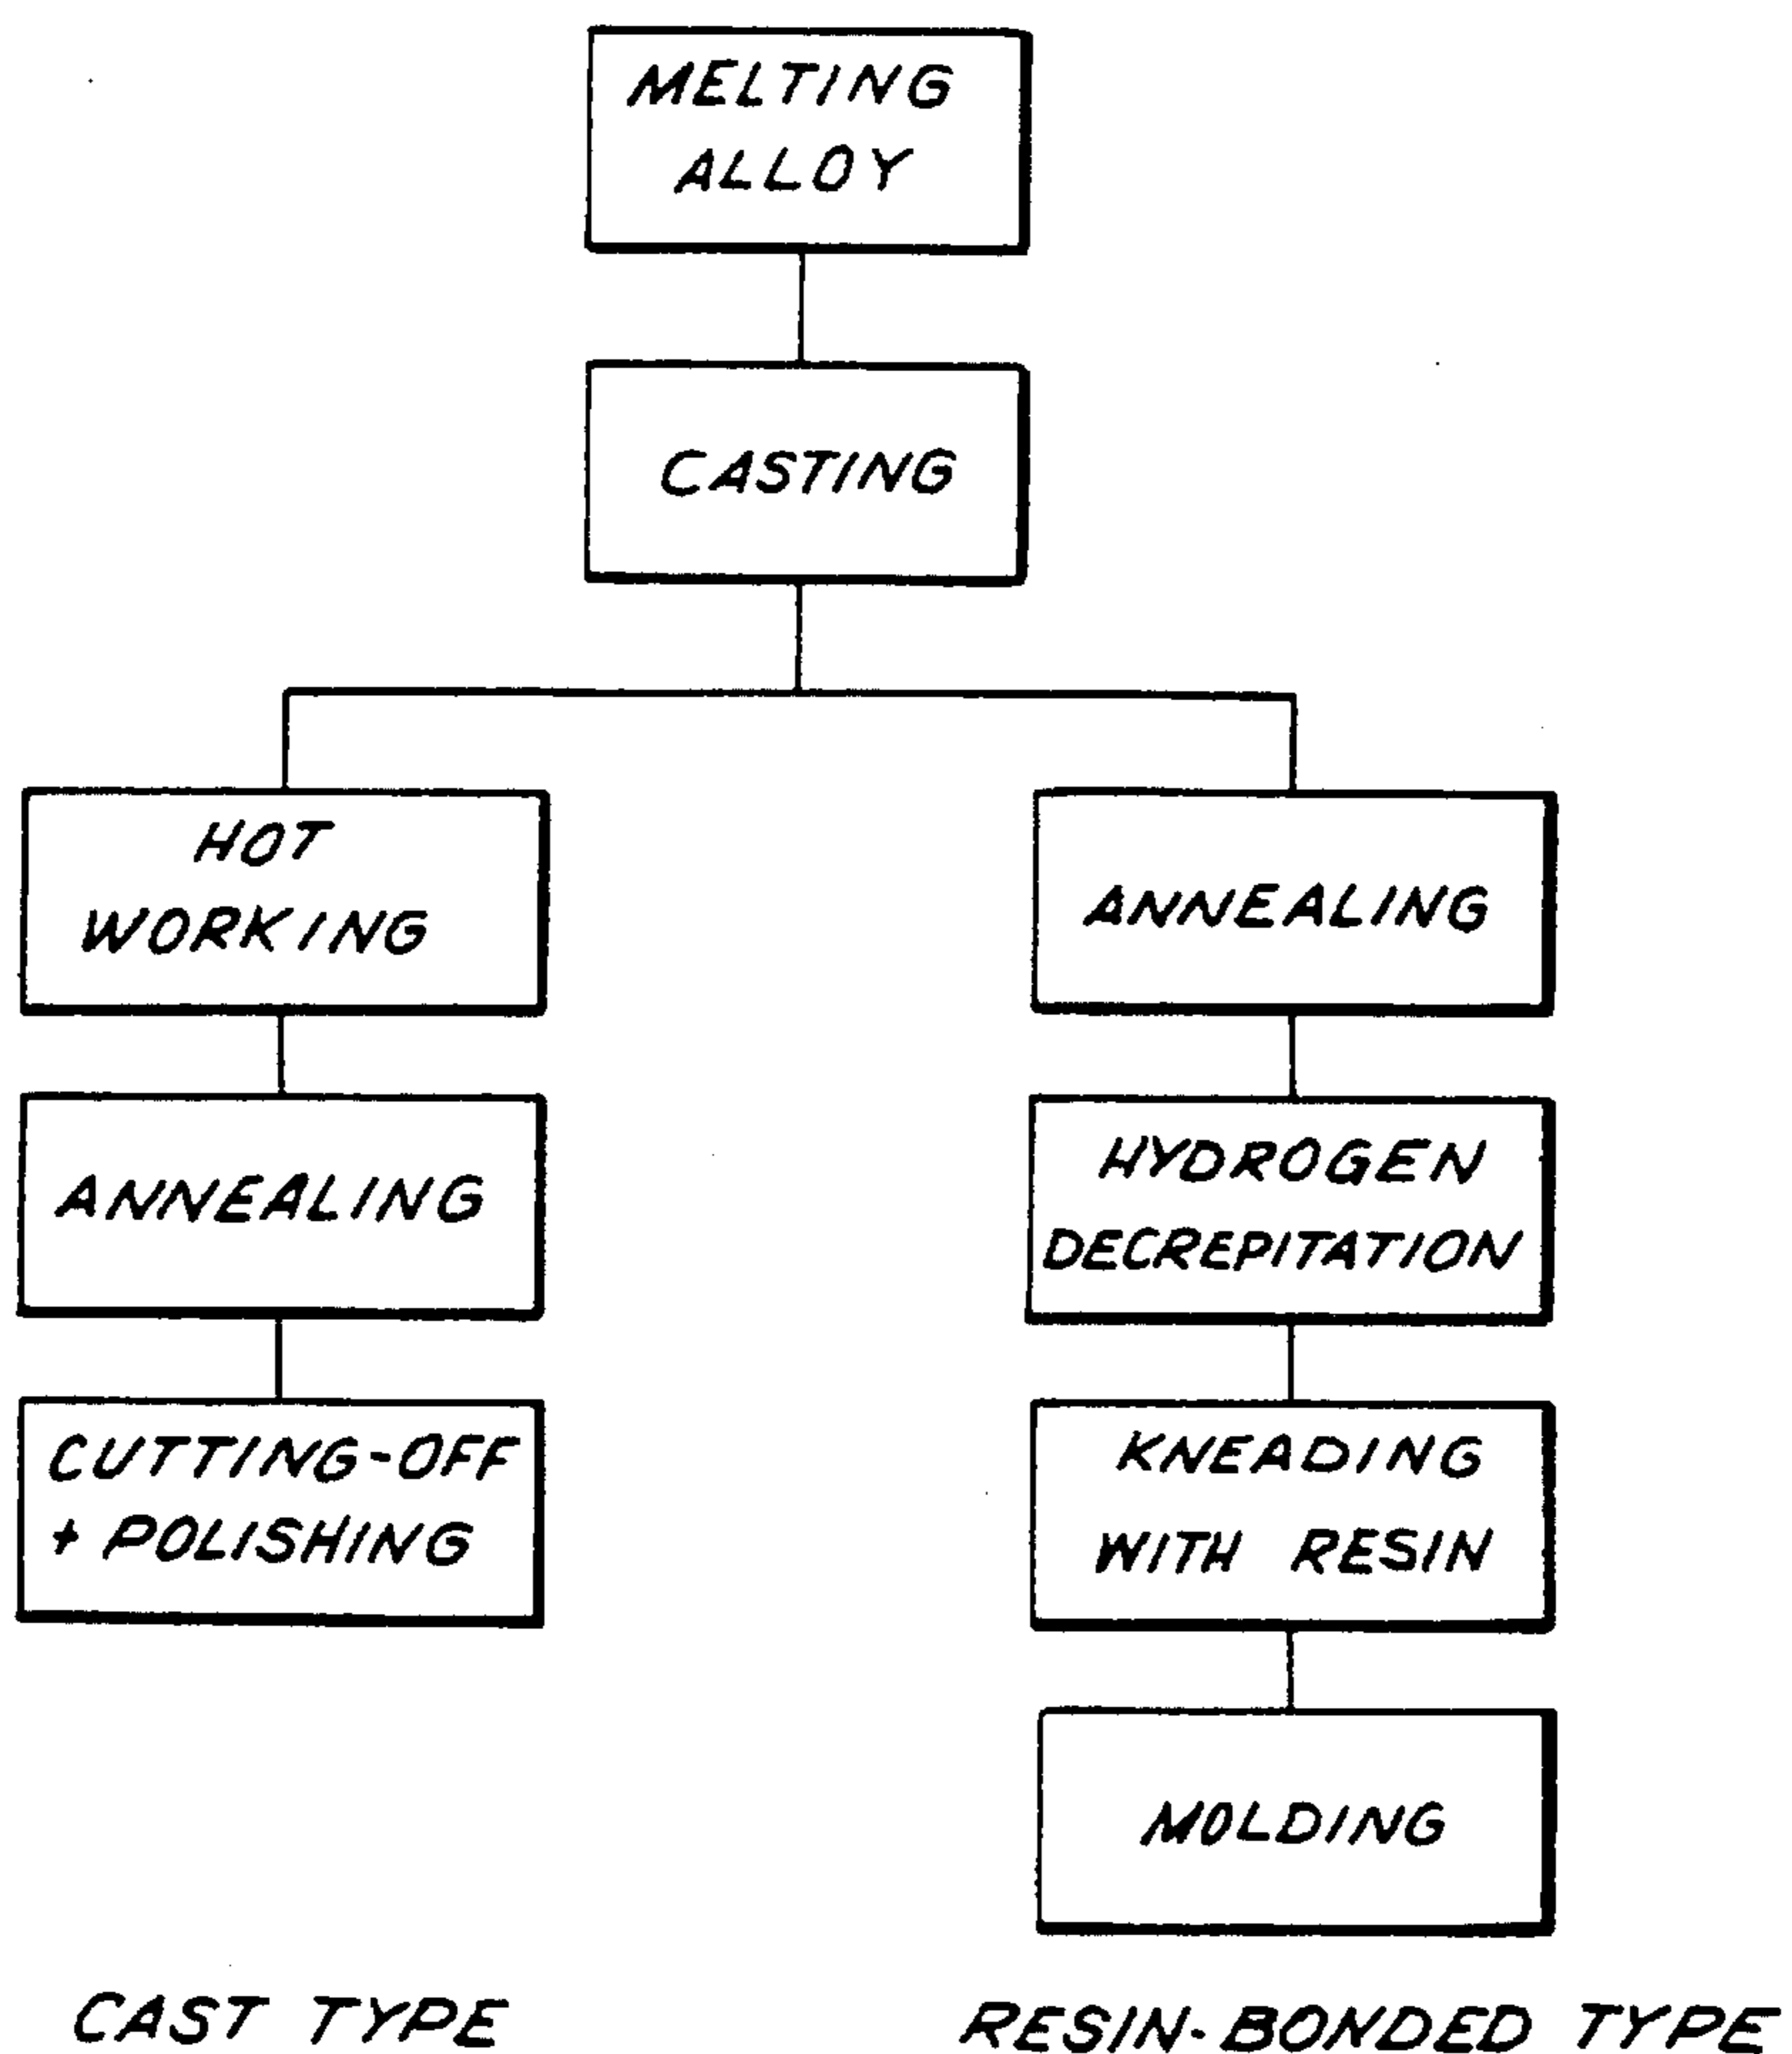 MELTING
ALLOY
CASTING
HOT
WORKING
ANNEALING
CUTTING-OFF
+ POLISHING
ANNEALING
HYDROGEN
DECREPITATION
KNEADING
WITH RESIN
MOLDING
CAST TYPE
RESIN-BONDED TYPE